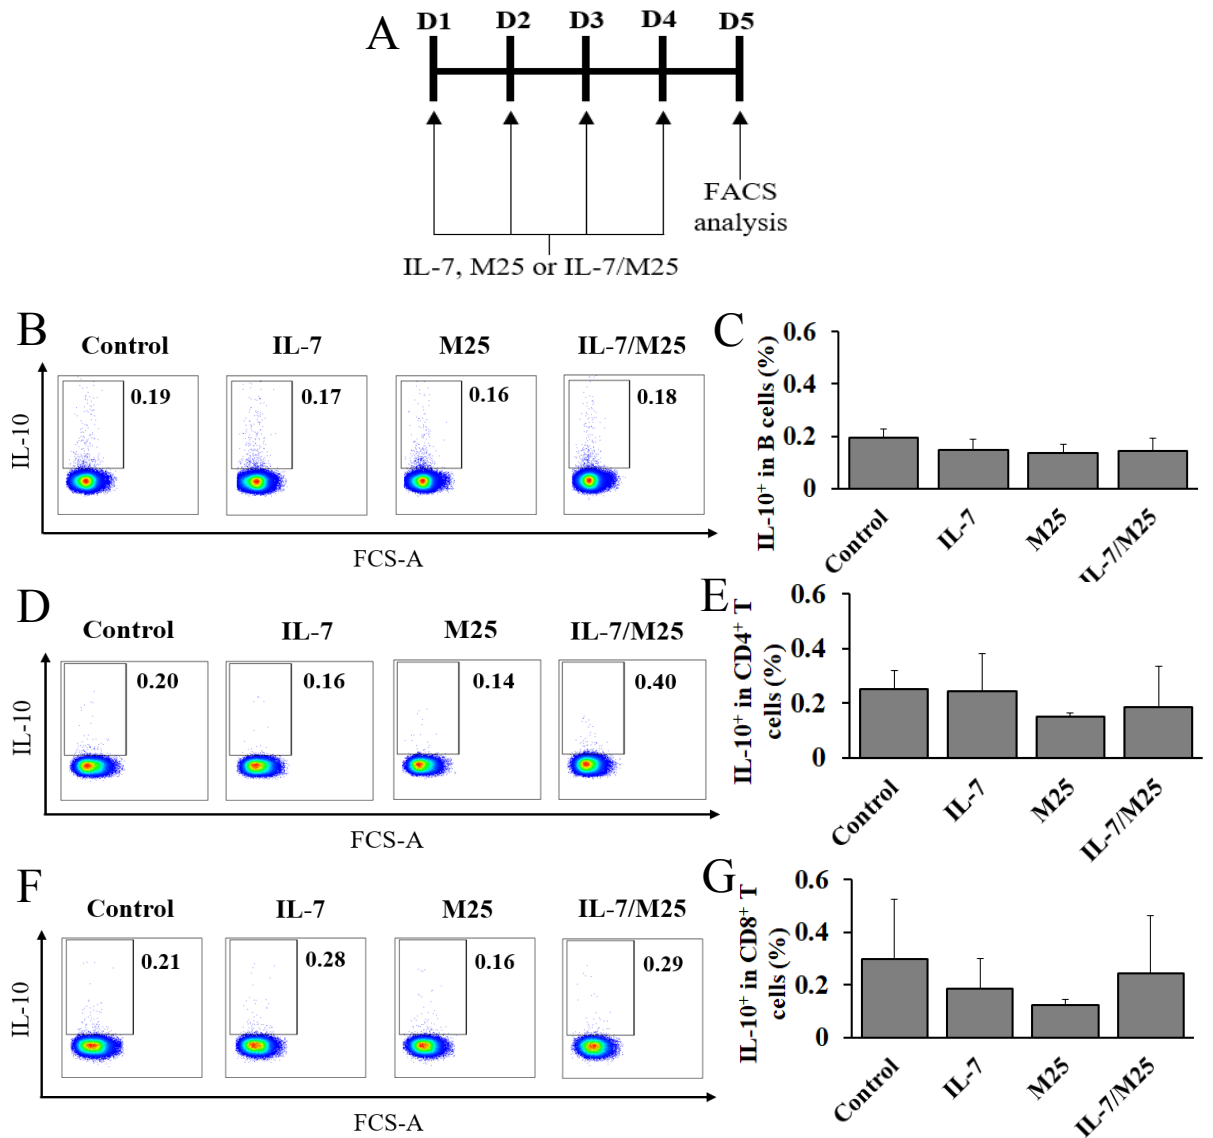 A
D1 D2 D3 D4 D5
FACS
analysis
IL-7, M25 or IL-7/M25
B
Control IL-7 M25 IL-7/M25
0.19 0.17 0.16 0.18
IL-10
FCS-A
C
IL-10⁺ in B cells (%)
0.6
0.4
0.2
0
Control IL-7 M25 IL-7/M25
D
Control IL-7 M25 IL-7/M25
0.20 0.16 0.14 0.40
IL-10
FCS-A
E
IL-10⁺ in CD4⁺ T
cells (%)
0.6
0.4
0.2
0
Control IL-7 M25 IL-7/M25
F
Control IL-7 M25 IL-7/M25
0.21 0.28 0.16 0.29
IL-10
FCS-A
G
IL-10⁺ in CD8⁺ T
cells (%)
0.6
0.4
0.2
0
Control IL-7 M25 IL-7/M25